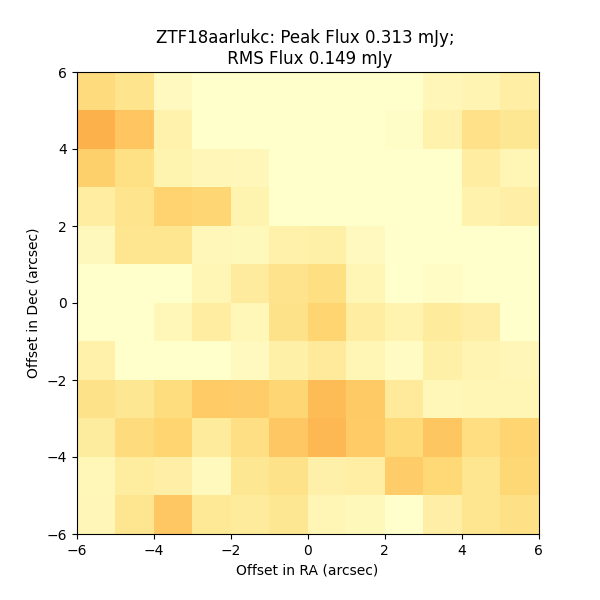 ZTF18aarlukc: Peak Flux 0.313 mJy;
RMS Flux 0.149 mJy
6
4
2
0
−2
−4
−6
Offset in Dec (arcsec)
−6 −4 −2 0 2 4 6
Offset in RA (arcsec)